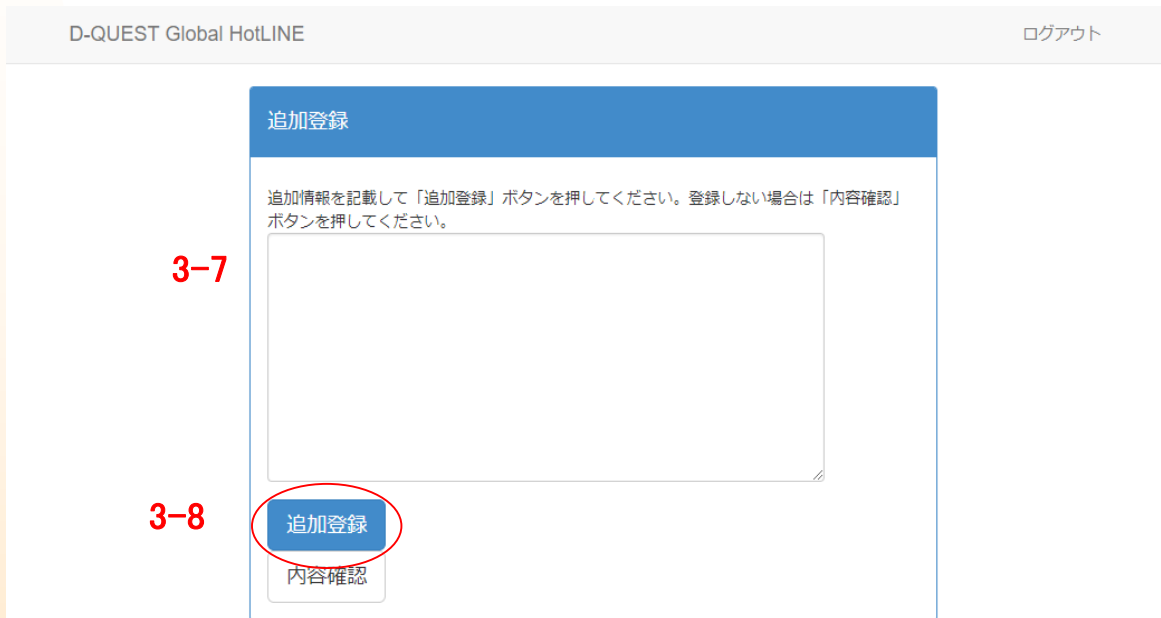 D-QUEST Global HotLINE
ログアウト
追加登録
追加情報を記載して「追加登録」ボタンを押してください。登録しない場合は「内容確認」
ボタンを押してください。
3-7
3-8
追加登録
内容確認